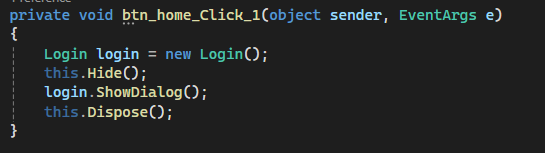 private void btn_home_Click_1(object sender, EventArgs e)
{
Login login = new Login();
this.Hide();
login.ShowDialog();
this.Dispose();
}